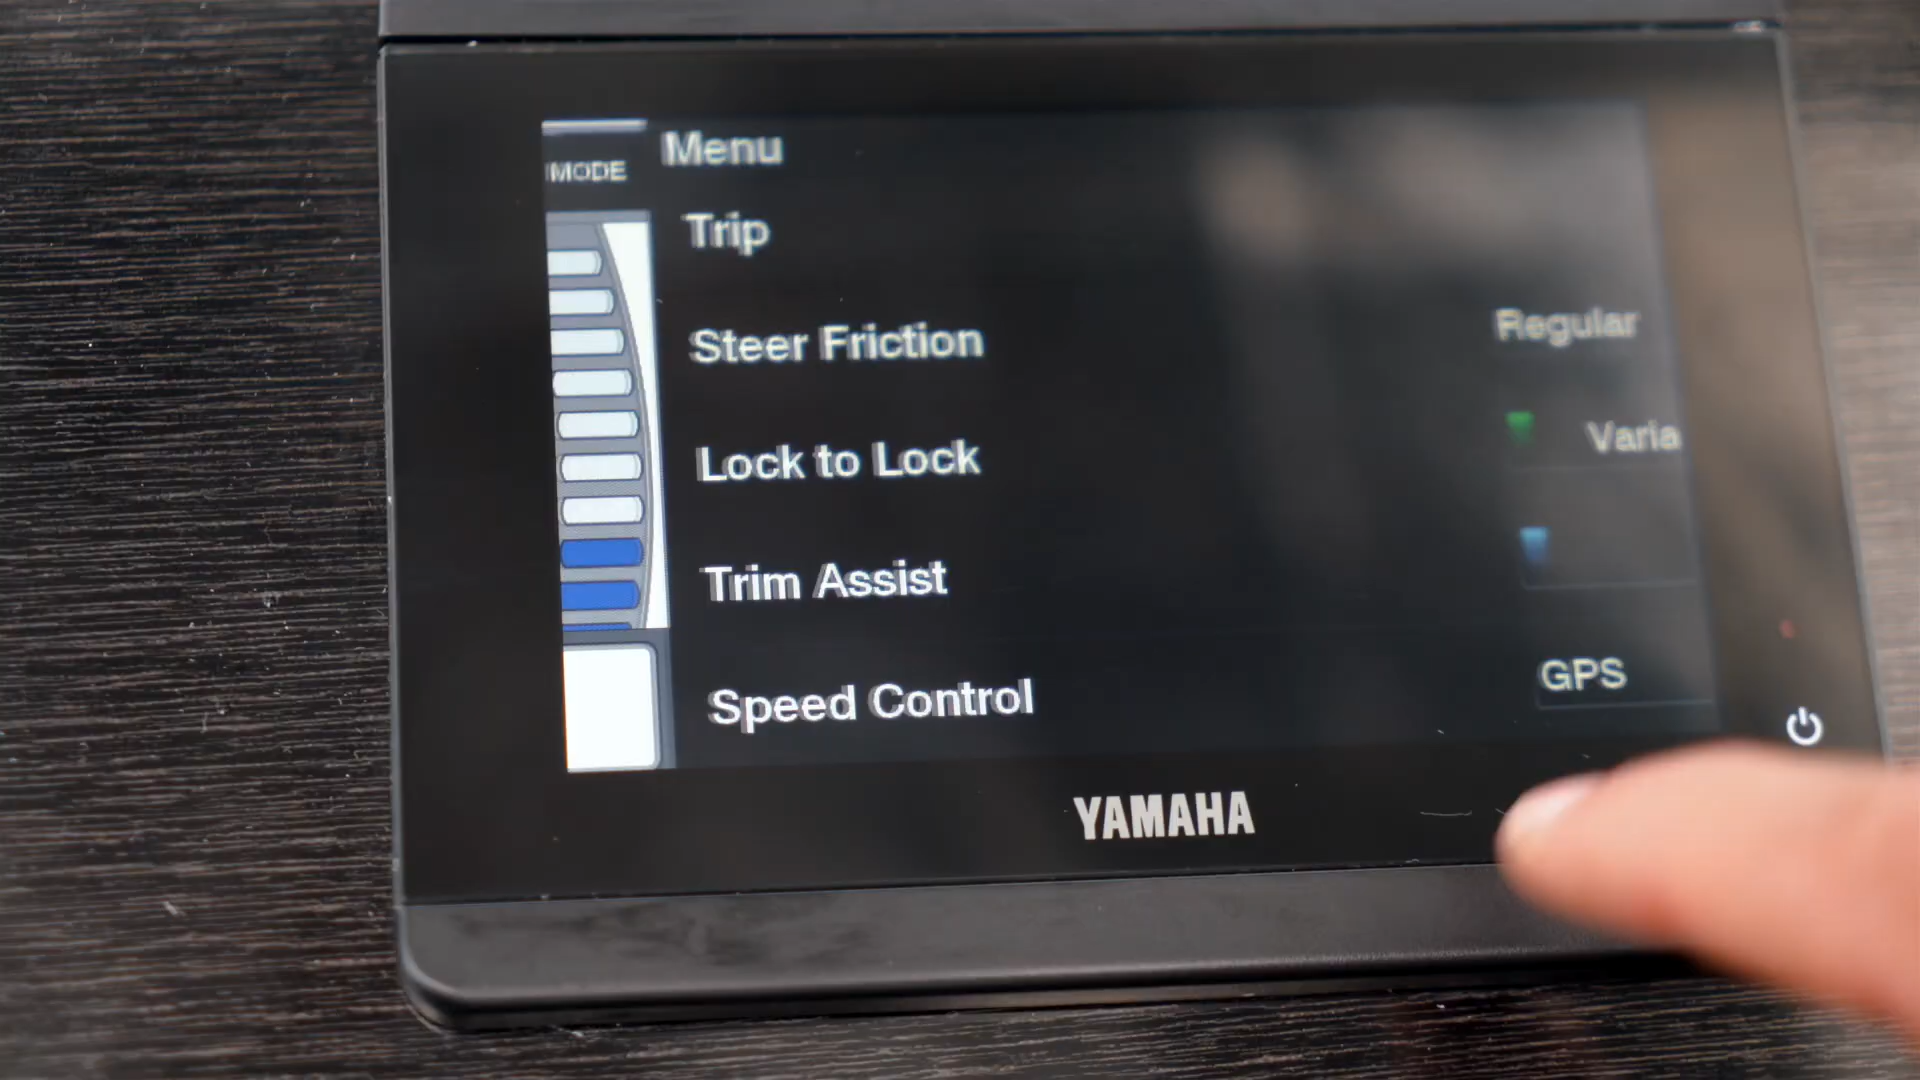 MODE
Menu
Trip
Steer Friction
Regular
Lock to Lock
Varia
Trim Assist
Speed Control
GPS
YAMAHA